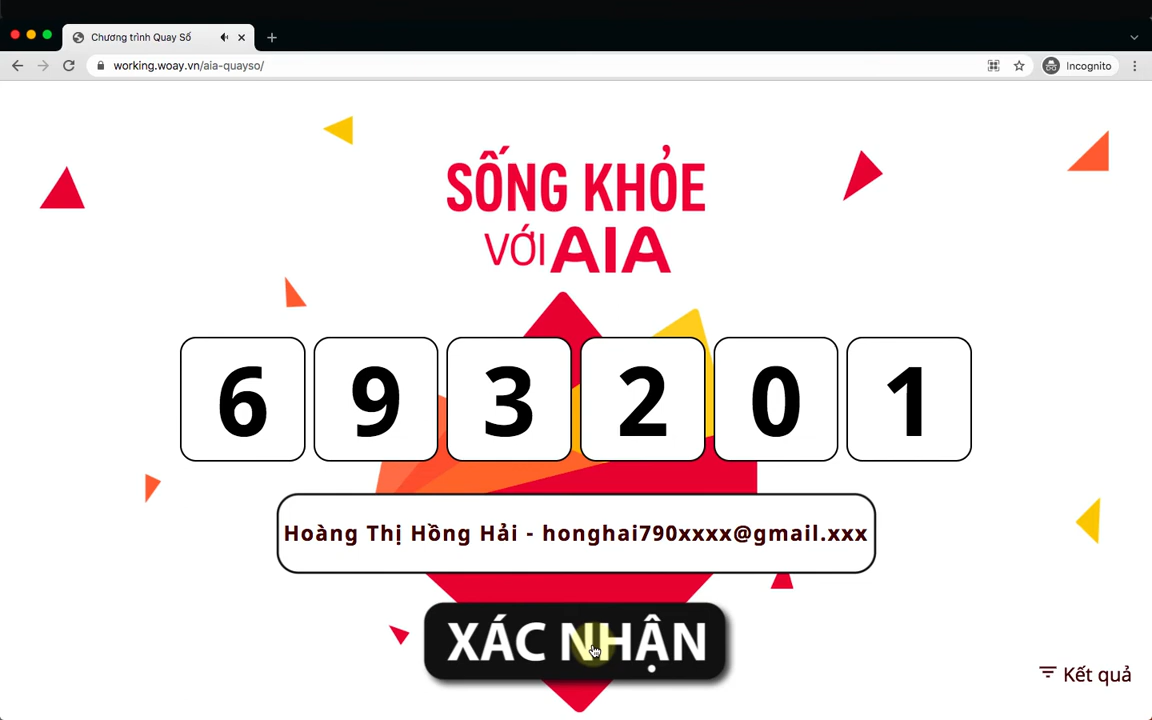 Chương trình Quay Số
working.woay.vn/aia-quayso/
Incognito
SỐNG KHỎE
VỚI AIA
6 9 3 2 0 1
Hoàng Thị Hồng Hải - honghai790xxxx@gmail.xxx
XÁC NHẬN
Kết quả